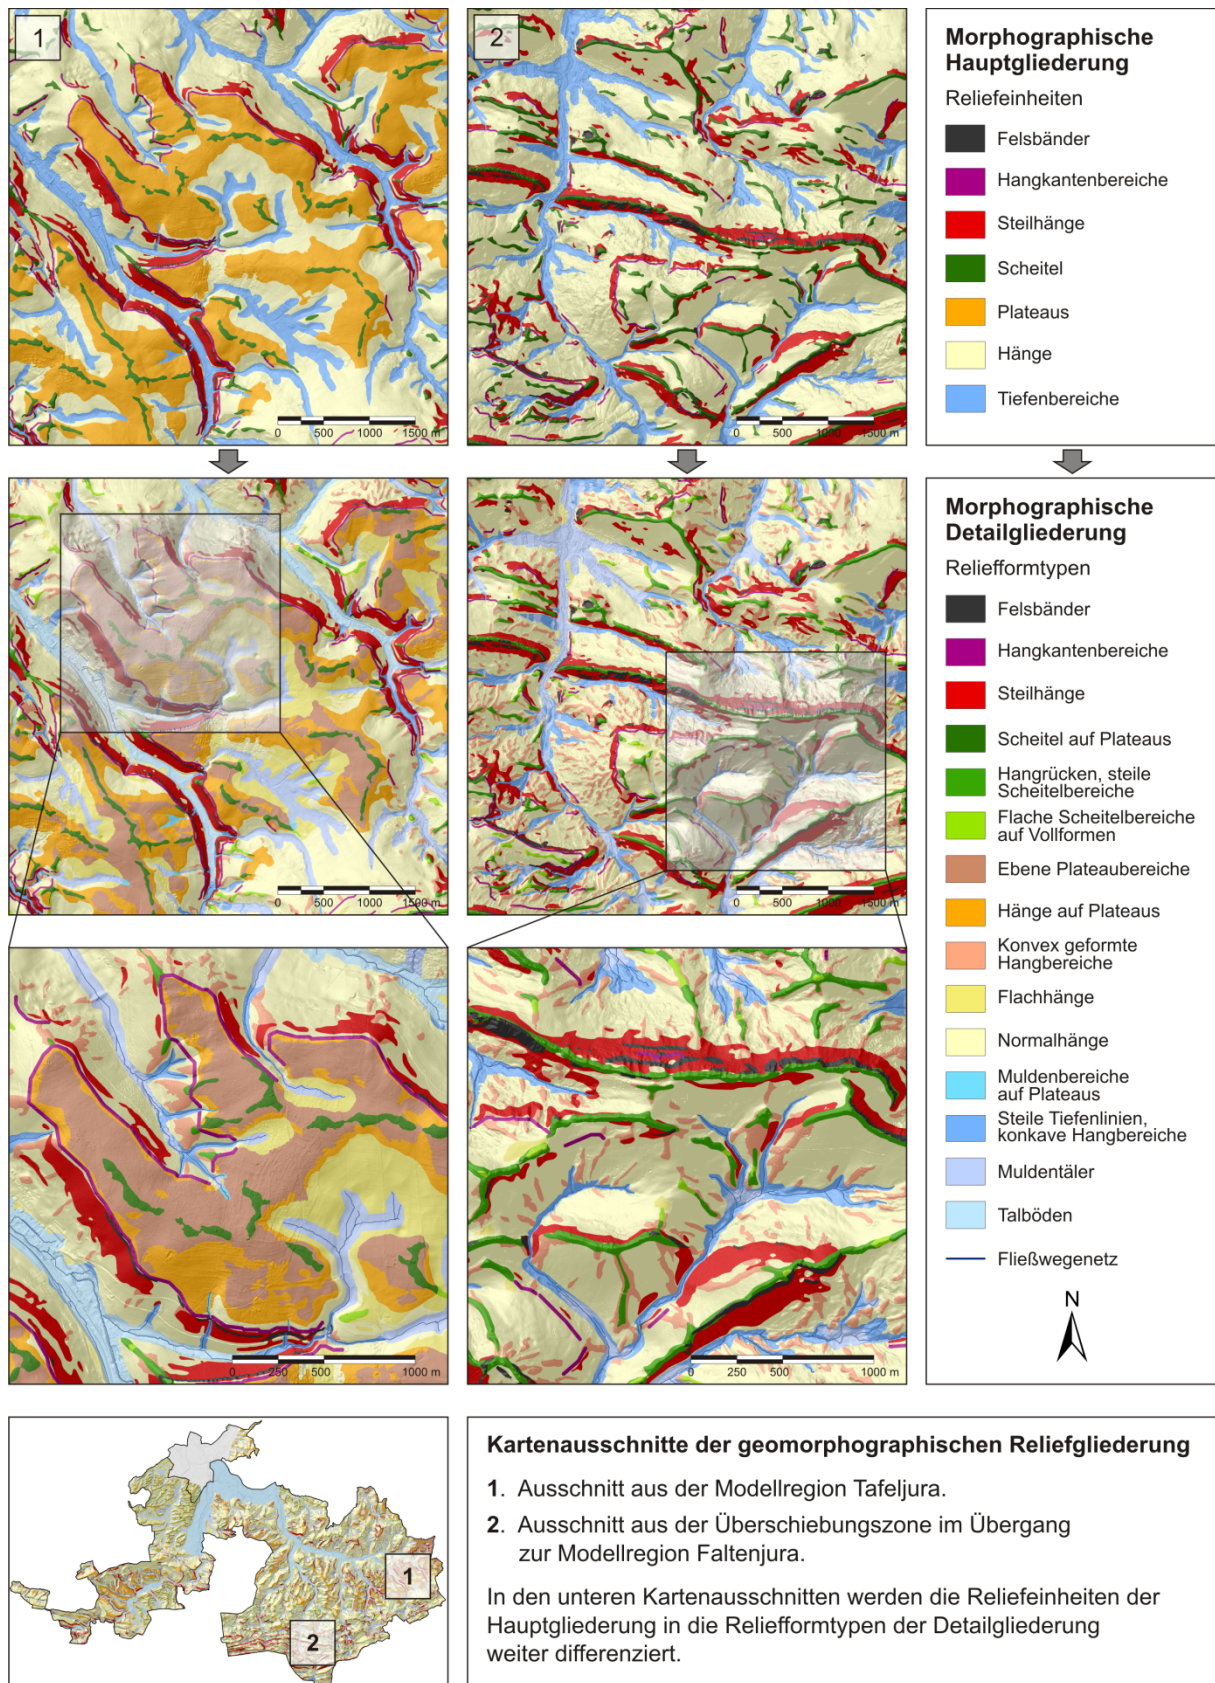 1
2
Morphographische
Hauptgliederung
Reliefeinheiten
Felsbänder
Hangkantenbereiche
Steilhänge
Scheitel
Plateaus
Hänge
Tiefenbereiche
0 500 1000 1500 m
0 500 1000 1500 m
Morphographische
Detailgliederung
Reliefformtypen
Felsbänder
Hangkantenbereiche
Steilhänge
Scheitel auf Plateaus
Hangrücken, steile
Scheitelbereiche
Flache Scheitelbereiche
auf Vollformen
Ebene Plateaubereiche
Hänge auf Plateaus
Konvex geformte
Hangbereiche
Flachhänge
Normalhänge
Muldenbereiche
auf Plateaus
Steile Tiefenlinien,
konkave Hangbereiche
Muldentäler
Talböden
Fließwegenetz
N
0 500 1000 1500 m
0 500 1000 1500 m
0 250 500 1000 m
0 250 500 1000 m
1
2
Kartenausschnitte der geomorphographischen Reliefgliederung
1. Ausschnitt aus der Modellregion Tafeljura.
2. Ausschnitt aus der Überschiebungszone im Übergang
zur Modellregion Faltenjura.
In den unteren Kartenausschnitten werden die Reliefeinheiten der
Hauptgliederung in die Reliefformtypen der Detailgliederung
weiter differenziert.